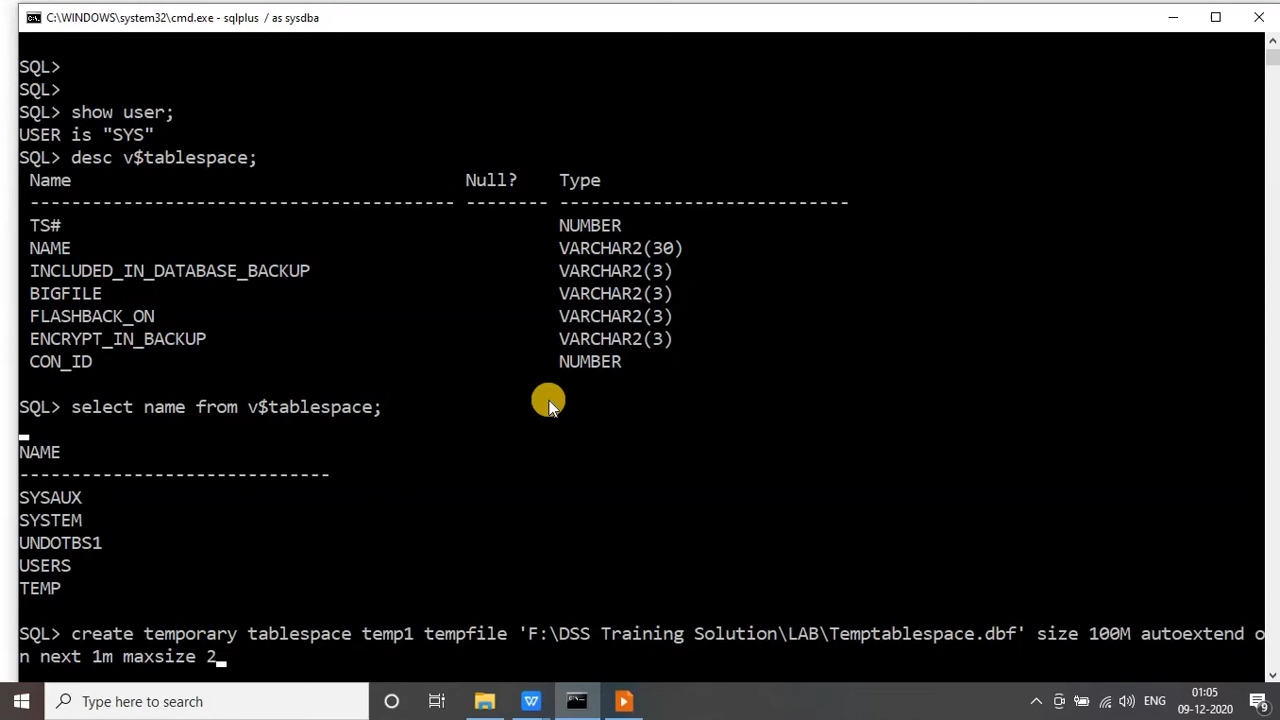 C:\WINDOWS\system32\cmd.exe - sqlplus  / as sysdba
SQL>
SQL>
SQL> show user;
USER is "SYS"
SQL> desc v$tablespace;
Name                                      Null?    Type
----------------------------------------- -------- ----------------------------
TS#                                                NUMBER
NAME                                               VARCHAR2(30)
INCLUDED_IN_DATABASE_BACKUP                        VARCHAR2(3)
BIGFILE                                            VARCHAR2(3)
FLASHBACK_ON                                       VARCHAR2(3)
ENCRYPT_IN_BACKUP                                  VARCHAR2(3)
CON_ID                                             NUMBER
SQL> select name from v$tablespace;
NAME
------------------------------
SYSAUX
SYSTEM
UNDOTBS1
USERS
TEMP
SQL> create temporary tablespace temp1 tempfile 'F:\DSS Training Solution\LAB\Temptablespace.dbf' size 100M autoextend o
n next 1m maxsize 2
Type here to search
ENG
01:05
09-12-2020
9